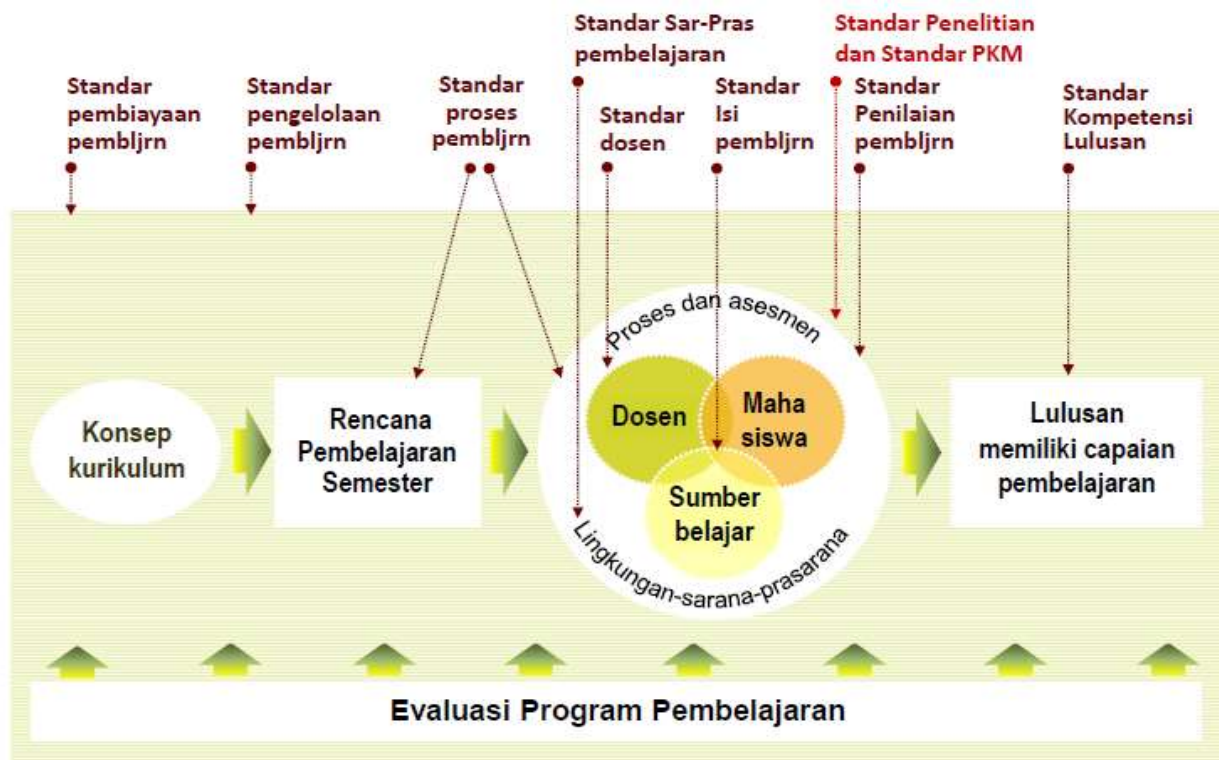 Standar Sar-Pras
pembelajaran
Standar Penelitian
dan Standar PKM
Standar
pembiayaan
pembljrn
Standar
pengelolaan
pembljrn
Standar
proses
pembljrn
Standar
dosen
Standar
Isi
pembljrn
Standar
Penilaian
pembljrn
Standar
Kompetensi
Lulusan
Konsep
kurikulum
Rencana
Pembelajaran
Semester
Proses dan asesmen
Dosen
Maha
siswa
Sumber
belajar
Lingkungan-sarana-prasarana
Lulusan
memiliki capaian
pembelajaran
Evaluasi Program Pembelajaran